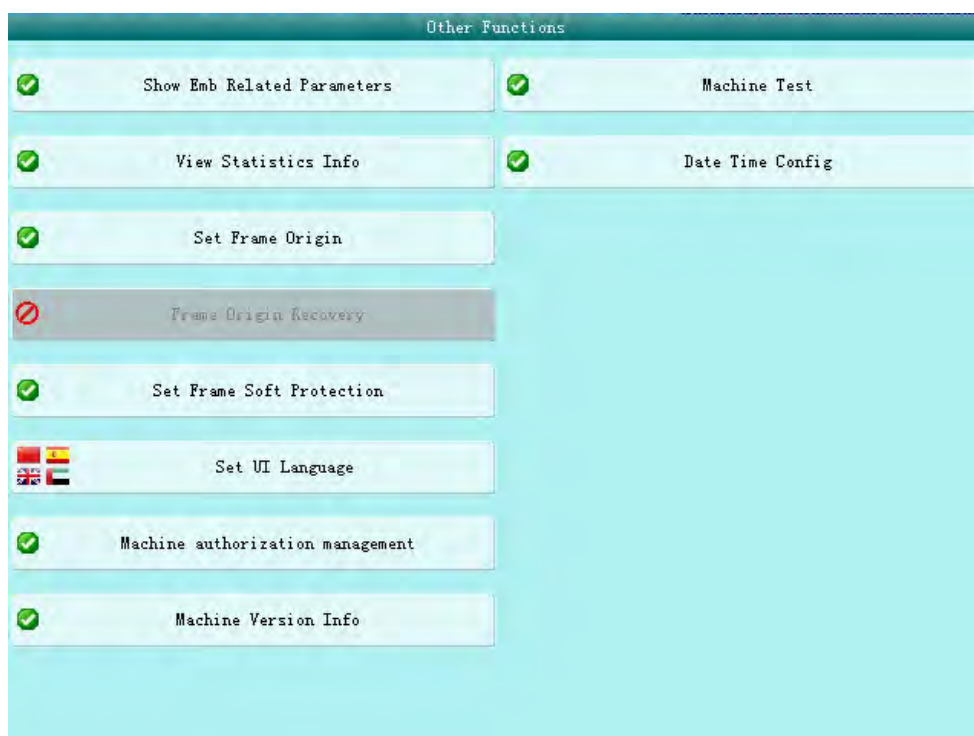 Other Functions
Show Emb Related Parameters
Machine Test
View Statistics Info
Date Time Config
Set Frame Origin
Frame Origin Recovery
Set Frame Soft Protection
Set UI Language
Machine authorization management
Machine Version Info